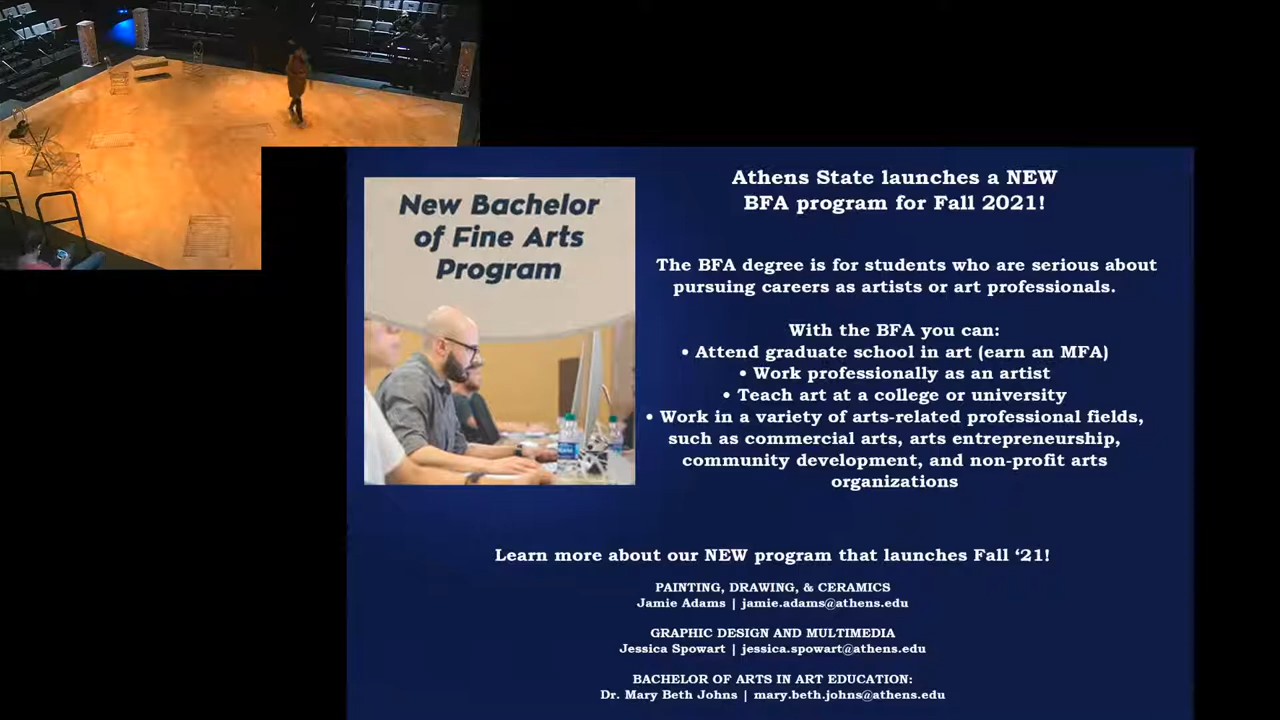 New Bachelor
of Fine Arts
Program
Athens State launches a NEW
BFA program for Fall 2021!
The BFA degree is for students who are serious about
pursuing careers as artists or art professionals.
With the BFA you can:
• Attend graduate school in art (earn an MFA)
• Work professionally as an artist
• Teach art at a college or university
• Work in a variety of arts-related professional fields,
such as commercial arts, arts entrepreneurship,
community development, and non-profit arts
organizations
Learn more about our NEW program that launches Fall ‘21!
PAINTING, DRAWING, & CERAMICS
Jamie Adams | jamie.adams@athens.edu
GRAPHIC DESIGN AND MULTIMEDIA
Jessica Spowart | jessica.spowart@athens.edu
BACHELOR OF ARTS IN ART EDUCATION:
Dr. Mary Beth Johns | mary.beth.johns@athens.edu